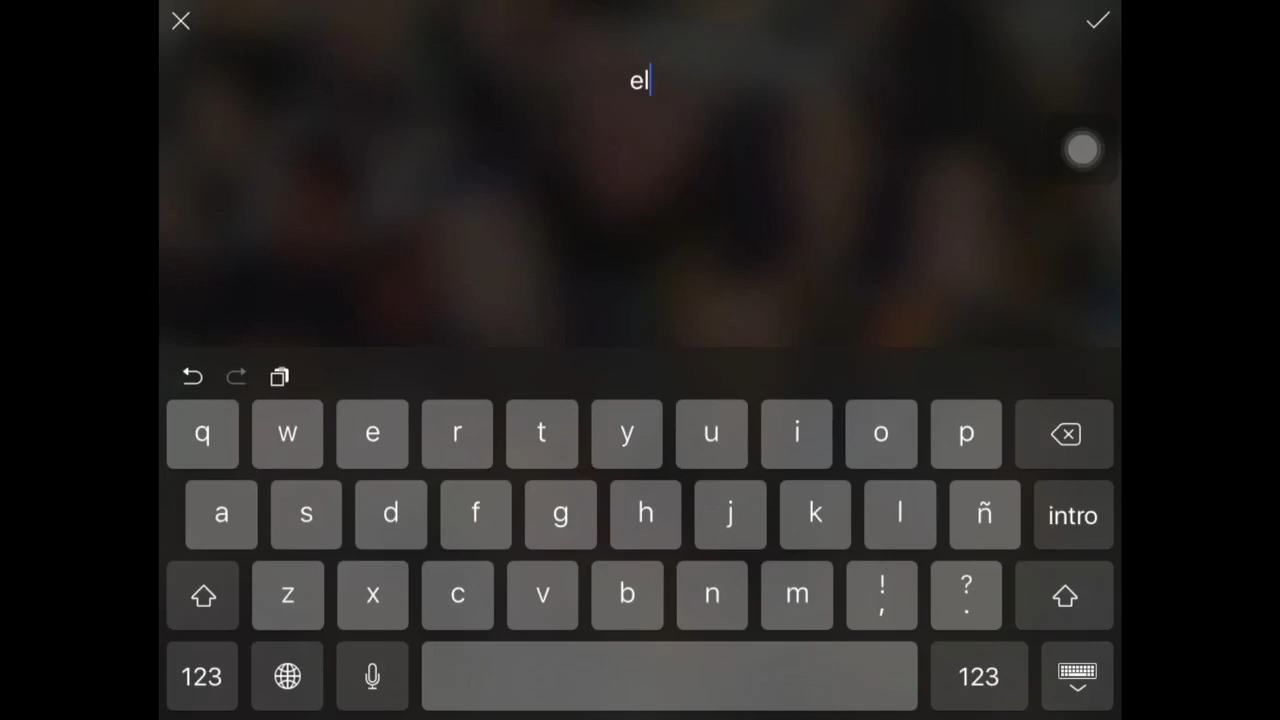 el
q w e r t y u i o p
a s d f g h j k l ñ intro
z x c v b n m ! , ? .
123 123